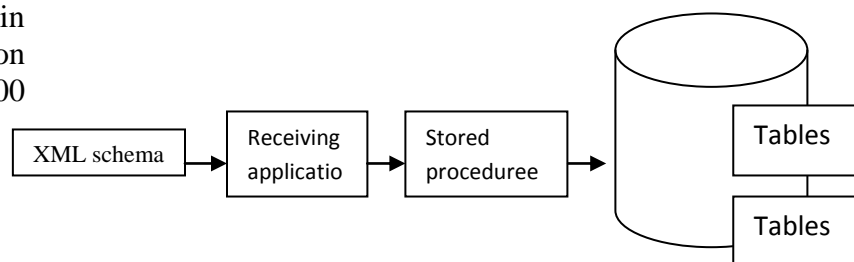 in
on
00
XML schema
Receiving
applicatio
Stored
proceduree
Tables
Tables